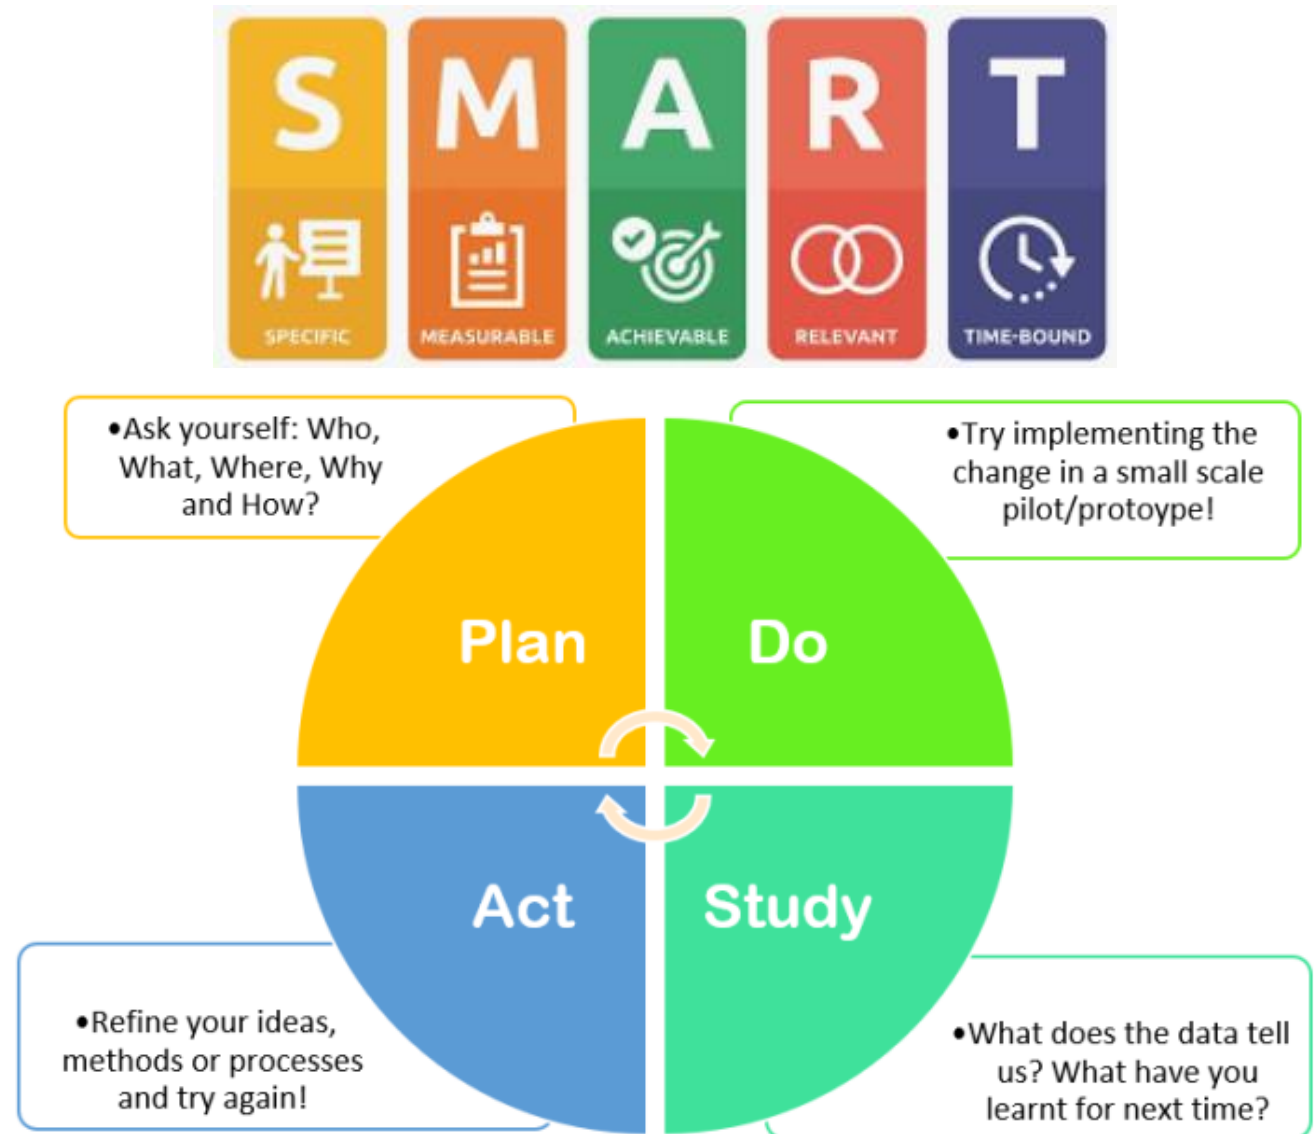 S M A R T
SPECIFIC MEASURABLE ACHIEVABLE RELEVANT TIME-BOUND
•Ask yourself: Who,
What, Where, Why
and How?
•Try implementing the
change in a small scale
pilot/protoype!
Plan
Do
Act
Study
•Refine your ideas,
methods or processes
and try again!
•What does the data tell
us? What have you
learnt for next time?